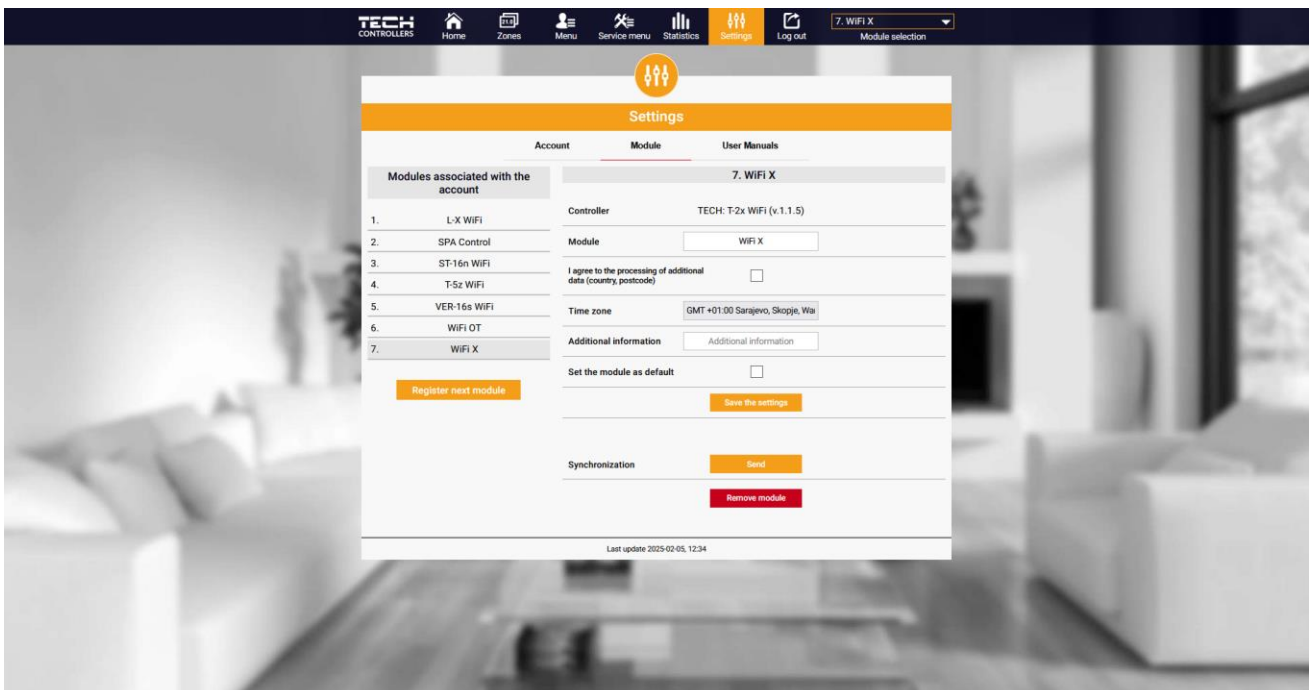 TECH
CONTROLLERS
Home
21.0
Zones
Menu
Service menu
Statistics
Settings
Log out
7. WiFi X
Module selection
Settings
Account
Module
User Manuals
Modules associated with the
account
1. L-X WiFi
2. SPA Control
3. ST-16n WiFi
4. T-5z WiFi
5. VER-16s WiFi
6. WiFi OT
7. WiFi X
Register next module
7. WiFi X
Controller TECH: T-2x WiFi (v.1.1.5)
Module WiFi X
I agree to the processing of additional
data (country, postcode)
Time zone GMT +01:00 Sarajevo, Skopje, War
Additional information Additional information
Set the module as default
Save the settings
Synchronization Send
Remove module
Last update 2025-02-05, 12:34